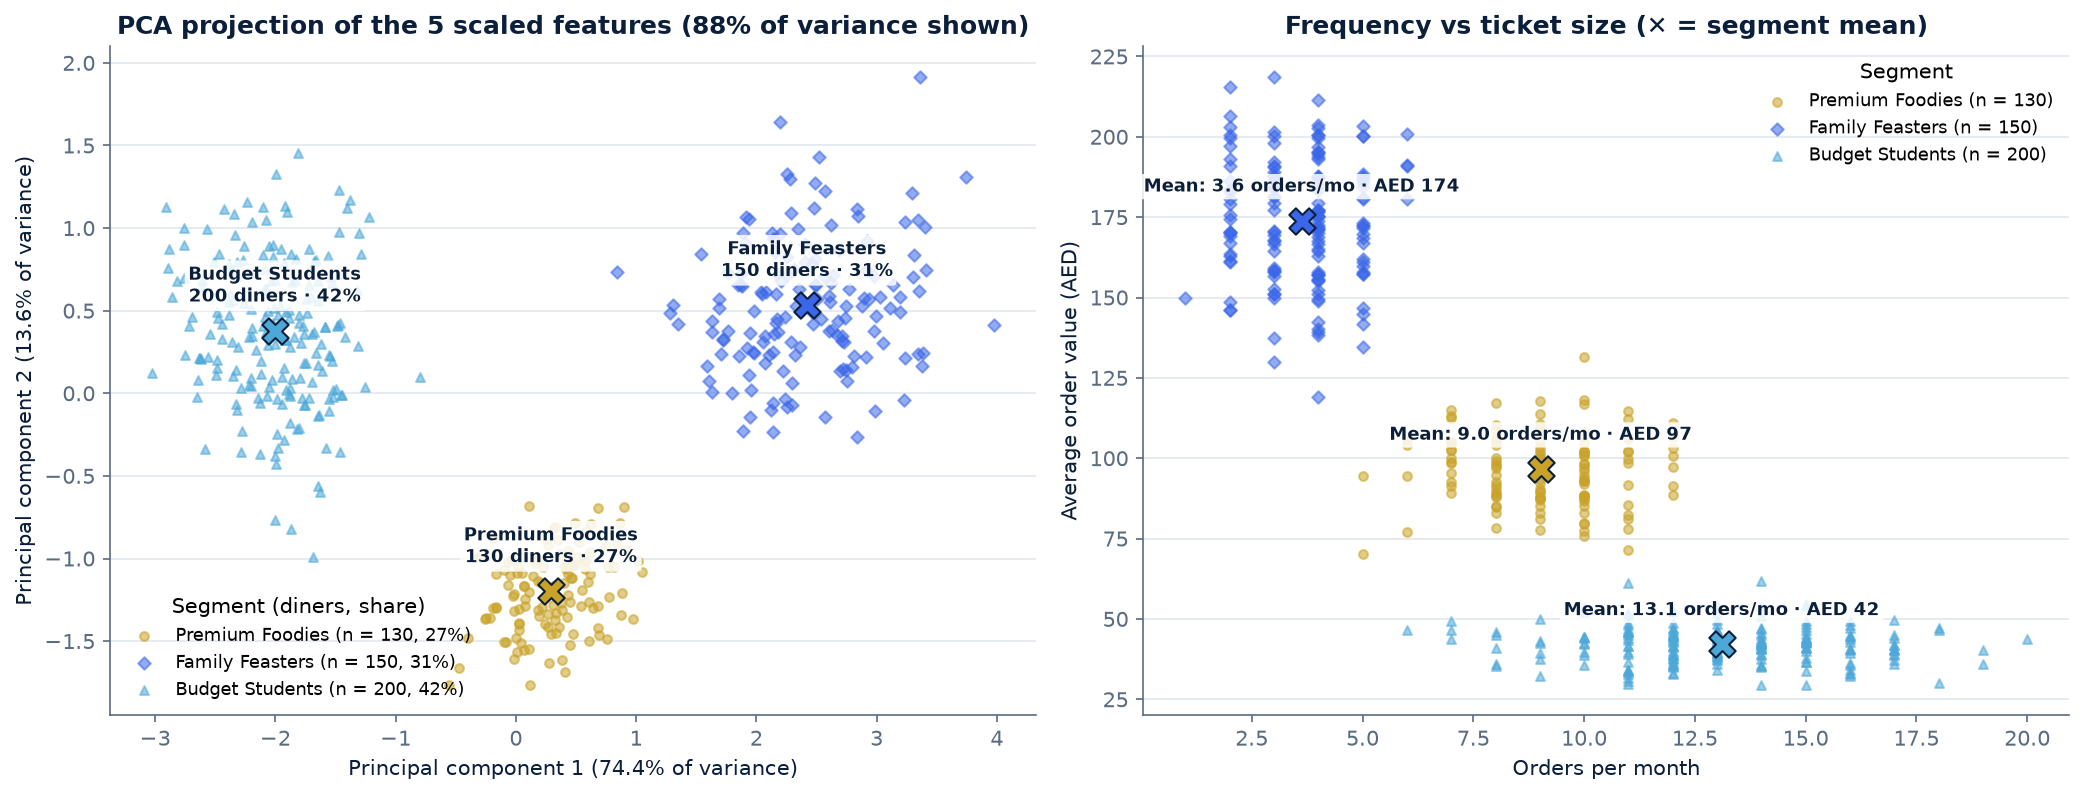 PCA projection of the 5 scaled features (88% of variance shown)
Principal component 2 (13.6% of variance)
2.0
1.5
1.0
0.5
0.0
−0.5
−1.0
−1.5
Budget Students
200 diners · 42%
Family Feasters
150 diners · 31%
Premium Foodies
130 diners · 27%
Segment (diners, share)
Premium Foodies (n = 130, 27%)
Family Feasters (n = 150, 31%)
Budget Students (n = 200, 42%)
−3
−2
−1
0
1
2
3
4
Principal component 1 (74.4% of variance)
Frequency vs ticket size (× = segment mean)
Average order value (AED)
225
200
175
150
125
100
75
50
25
Segment
Premium Foodies (n = 130)
Family Feasters (n = 150)
Budget Students (n = 200)
Mean: 3.6 orders/mo · AED 174
Mean: 9.0 orders/mo · AED 97
Mean: 13.1 orders/mo · AED 42
2.5
5.0
7.5
10.0
12.5
15.0
17.5
20.0
Orders per month